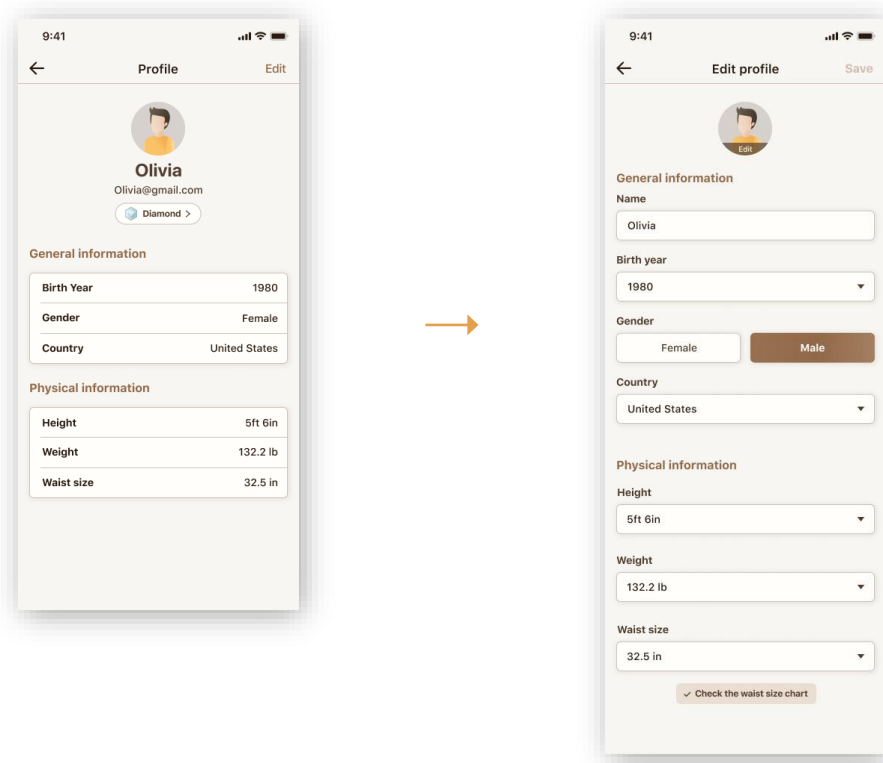 9:41
Profile
Edit
Olivia
Olivia@gmail.com
Diamond >
General information
Birth Year 1980
Gender Female
Country United States
Physical information
Height 5ft 6in
Weight 132.2 lb
Waist size 32.5 in
9:41
Edit profile
Save
Edit
General information
Name
Olivia
Birth year
1980
Gender
Female Male
Country
United States
Physical information
Height
5ft 6in
Weight
132.2 lb
Waist size
32.5 in
Check the waist size chart